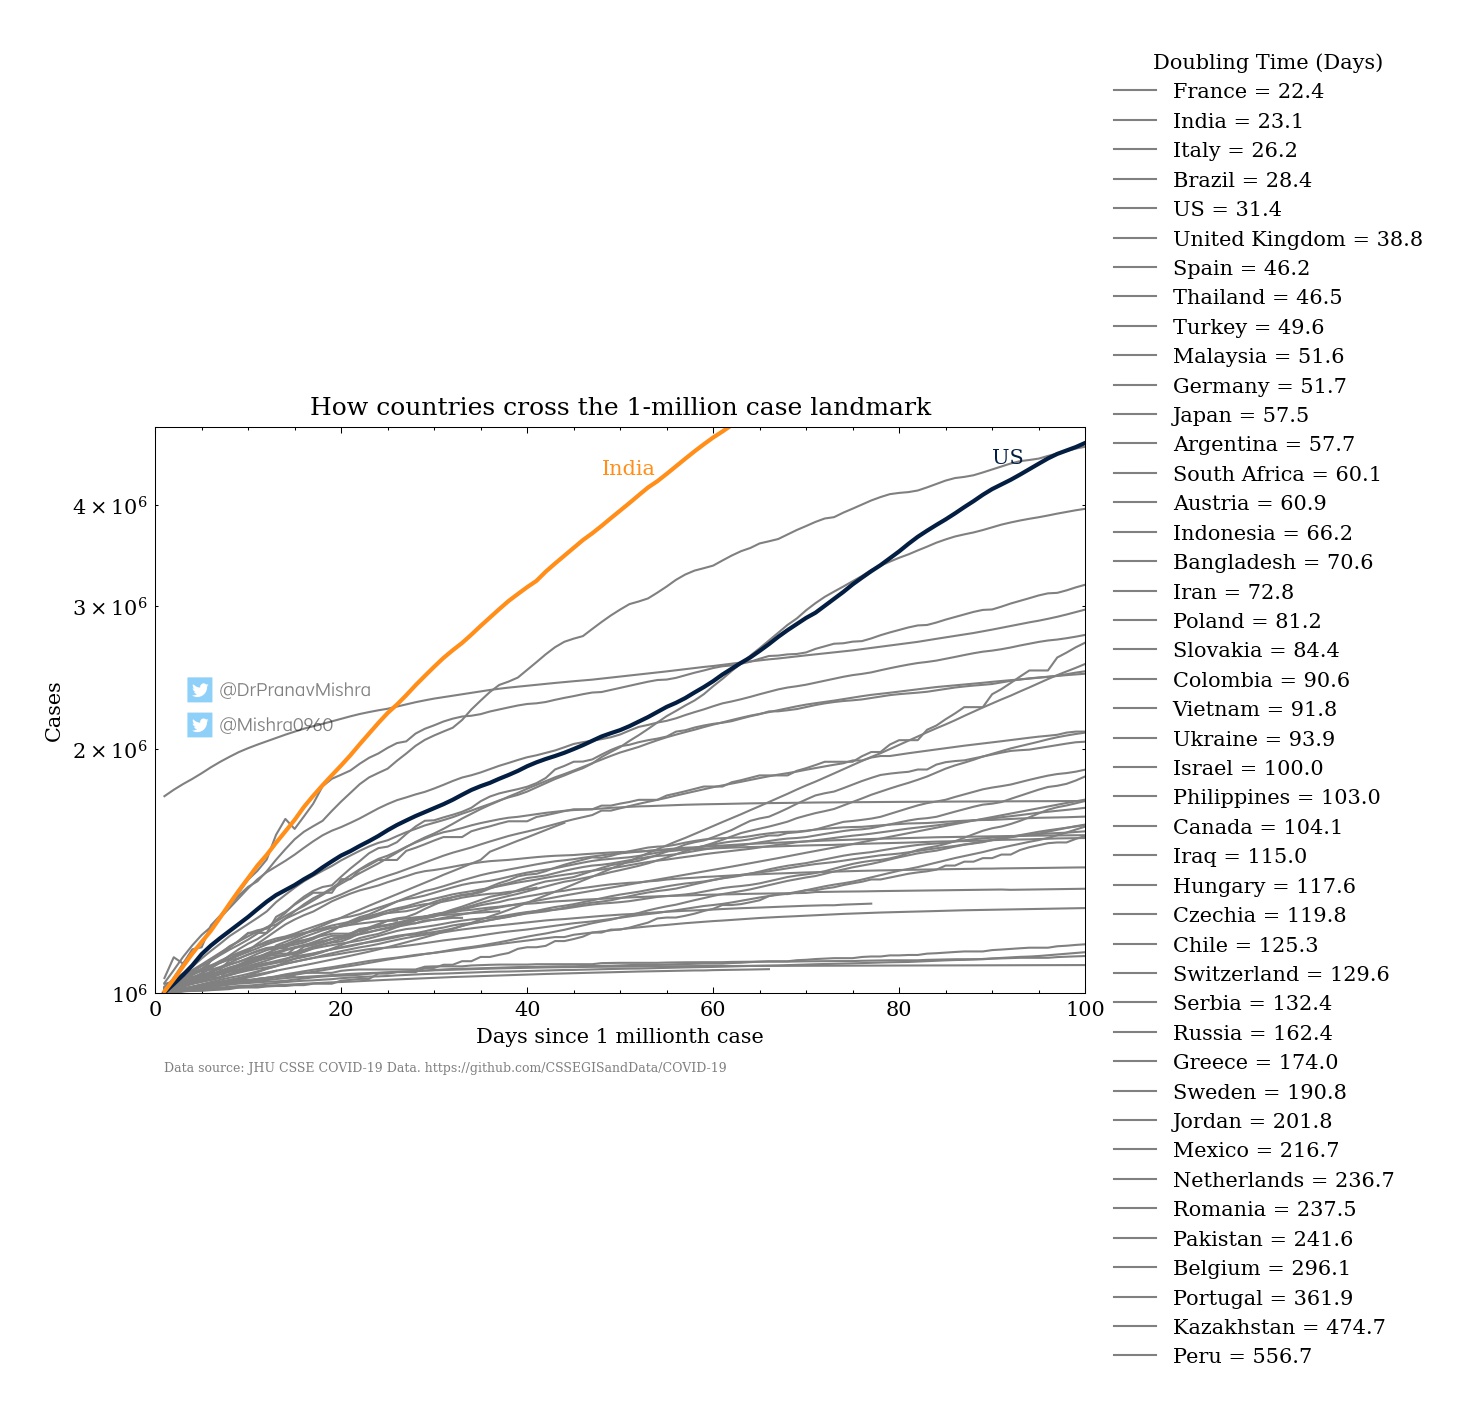 Doubling Time (Days)
France = 22.4
India = 23.1
Italy = 26.2
Brazil = 28.4
US = 31.4
United Kingdom = 38.8
Spain = 46.2
Thailand = 46.5
Turkey = 49.6
Malaysia = 51.6
Germany = 51.7
Japan = 57.5
Argentina = 57.7
South Africa = 60.1
Austria = 60.9
Indonesia = 66.2
Bangladesh = 70.6
Iran = 72.8
Poland = 81.2
Slovakia = 84.4
Colombia = 90.6
Vietnam = 91.8
Ukraine = 93.9
Israel = 100.0
Philippines = 103.0
Canada = 104.1
Iraq = 115.0
Hungary = 117.6
Czechia = 119.8
Chile = 125.3
Switzerland = 129.6
Serbia = 132.4
Russia = 162.4
Greece = 174.0
Sweden = 190.8
Jordan = 201.8
Mexico = 216.7
Netherlands = 236.7
Romania = 237.5
Pakistan = 241.6
Belgium = 296.1
Portugal = 361.9
Kazakhstan = 474.7
Peru = 556.7
How countries cross the 1-million case landmark
India
US
4 × 10⁶
3 × 10⁶
2 × 10⁶
10⁶
Cases
@DrPranavMishra
@Mishra0960
0 20 40 60 80 100
Days since 1 millionth case
Data source: JHU CSSE COVID-19 Data. https://github.com/CSSEGISandData/COVID-19